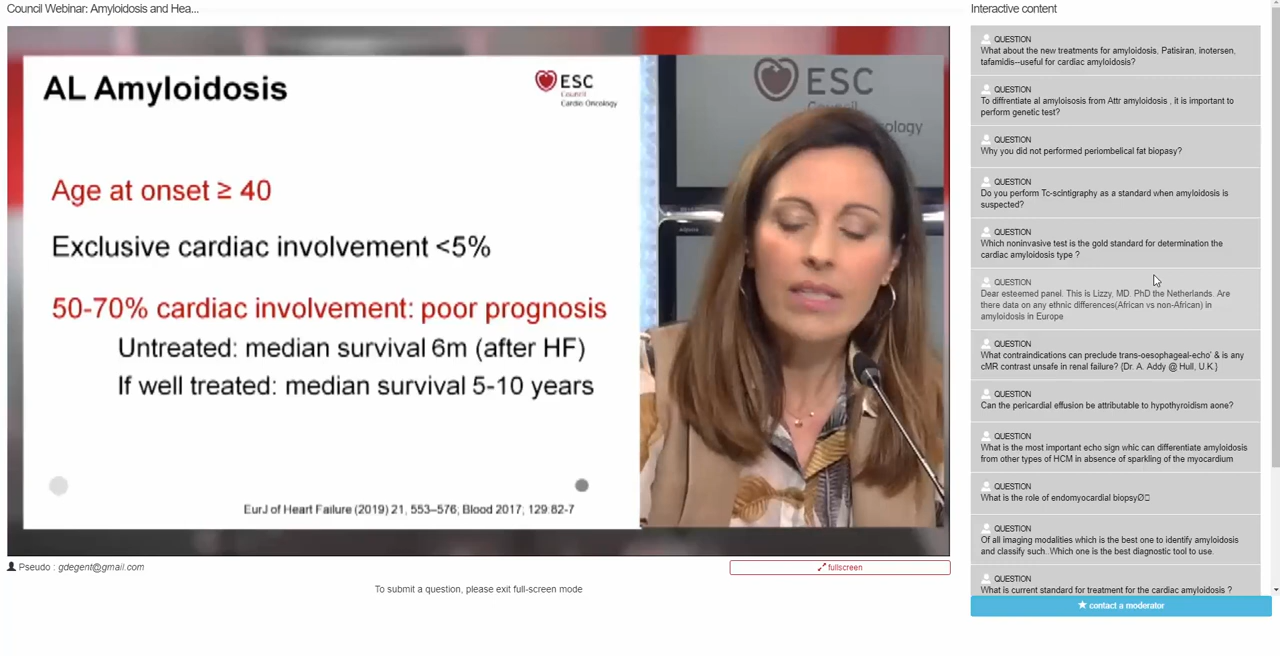 Council Webinar: Amyloidosis and Hea...
AL Amyloidosis
ESC
Council
Cardio Oncology
Age at onset ≥ 40
Exclusive cardiac involvement <5%
50-70% cardiac involvement: poor prognosis
Untreated: median survival 6m (after HF)
If well treated: median survival 5-10 years
EurJ of Heart Failure (2019) 21, 553–576; Blood 2017; 129:82-7
ESC
Council
Pseudo : gdegent@gmail.com
fullscreen
To submit a question, please exit full-screen mode
Interactive content
QUESTION
What about the new treatments for amyloidosis, Patisiran, inotersen,
tafamidis--useful for cardiac amyloidosis?
QUESTION
To diffrentiate al amyloisosis from Attr amyloidosis , it is important to
perform genetic test?
QUESTION
Why you did not performed periombelical fat biopasy?
QUESTION
Do you perform Tc-scintigraphy as a standard when amyloidosis is
suspected?
QUESTION
Which noninvasive test is the gold standard for determination the
cardiac amyloidosis type ?
QUESTION
Dear esteemed panel. This is Lizzy, MD. PhD the Netherlands. Are
there data on any ethnic differences(African vs non-African) in
amyloidosis in Europe
QUESTION
What contraindications can preclude trans-oesophageal-echo' & is any
cMR contrast unsafe in renal failure? {Dr. A. Addy @ Hull, U.K.}
QUESTION
Can the pericardial effusion be attributable to hypothyroidism aone?
QUESTION
What is the most important echo sign whic can differentiate amyloidosis
from other types of HCM in absence of sparkling of the myocardium
QUESTION
What is the role of endomyocardial biopsyØ
QUESTION
Of all imaging modalities which is the best one to identify amyloidosis
and classify such..Which one is the best diagnostic tool to use.
QUESTION
What is current standard for treatment for the cardiac amyloidosis ?
contact a moderator